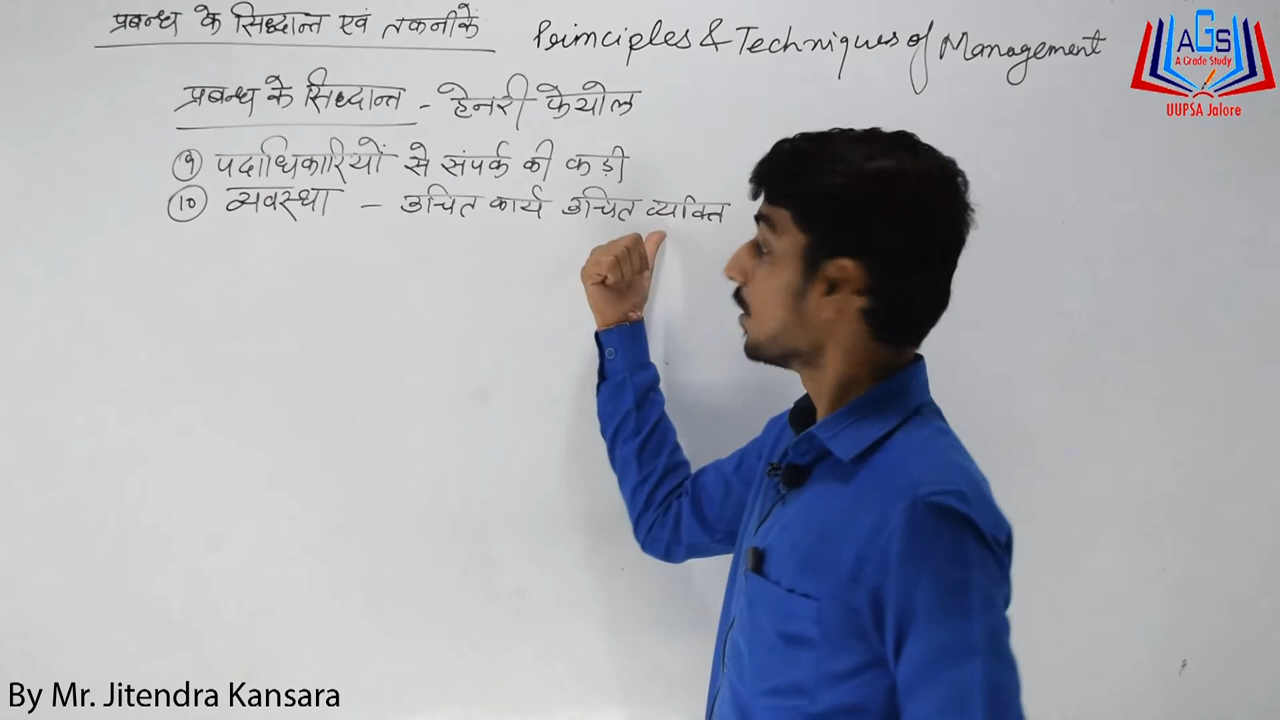 प्रबन्ध के सिद्धान्त एवं तकनीकें Principles & Techniques of Management
प्रबन्ध के सिद्धान्त - हेनरी फेयोल
(9) पदाधिकारियों से संपर्क की कड़ी
(10) व्यवस्था - उचित कार्य उचित व्यक्ति
AGS
A Grade Study
UUPSA Jalore
By Mr. Jitendra Kansara